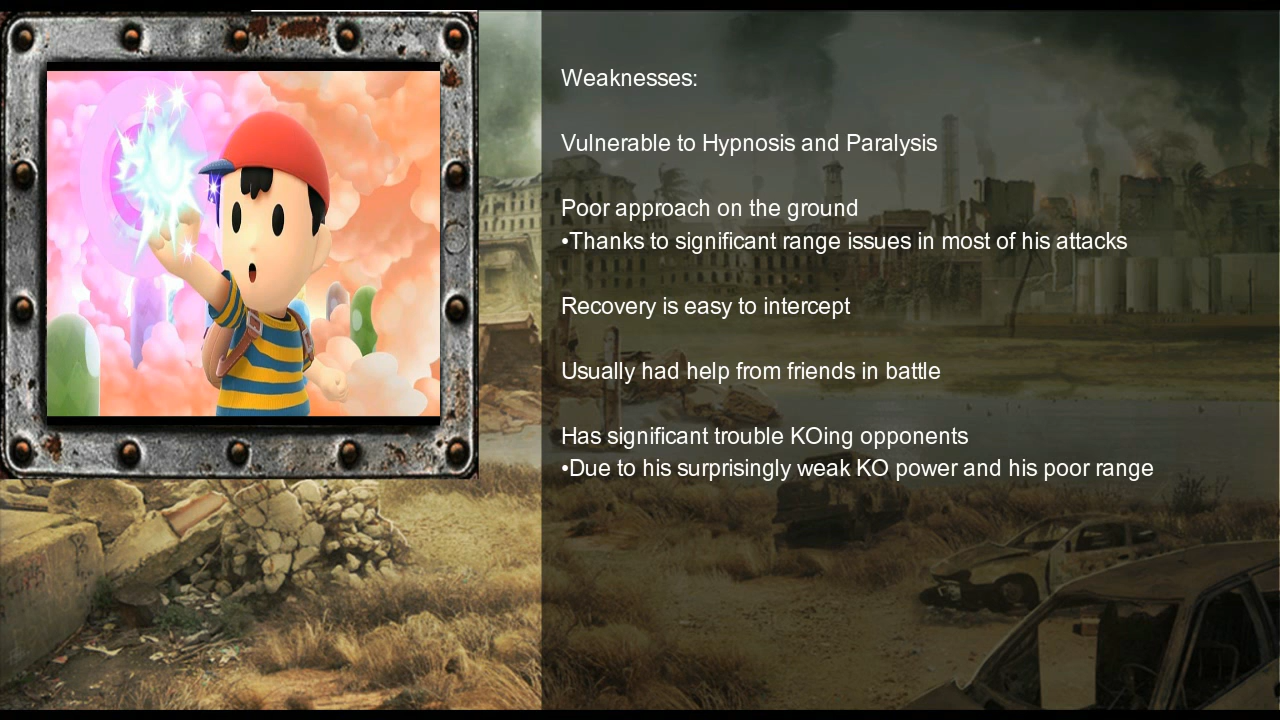 Weaknesses:
Vulnerable to Hypnosis and Paralysis
Poor approach on the ground
•Thanks to significant range issues in most of his attacks
Recovery is easy to intercept
Usually had help from friends in battle
Has significant trouble KOing opponents
•Due to his surprisingly weak KO power and his poor range